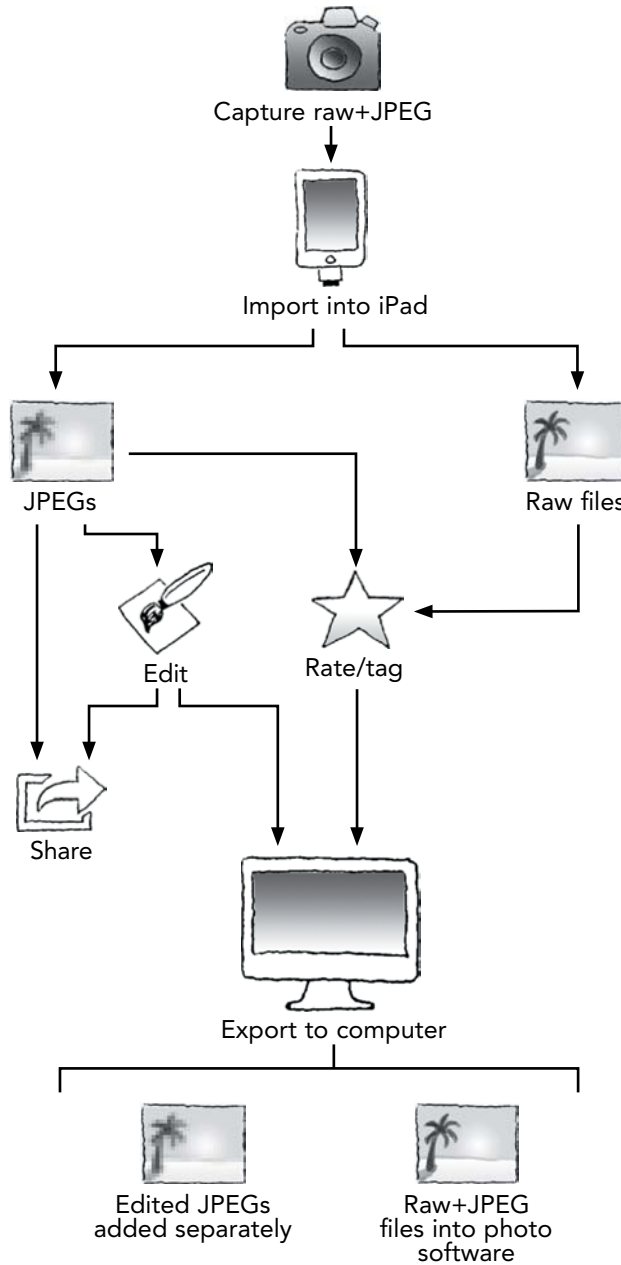 Capture raw+JPEG
Import into iPad
JPEGs
Raw files
Edit
Rate/tag
Share
Export to computer
Edited JPEGs
added separately
Raw+JPEG
files into photo
software